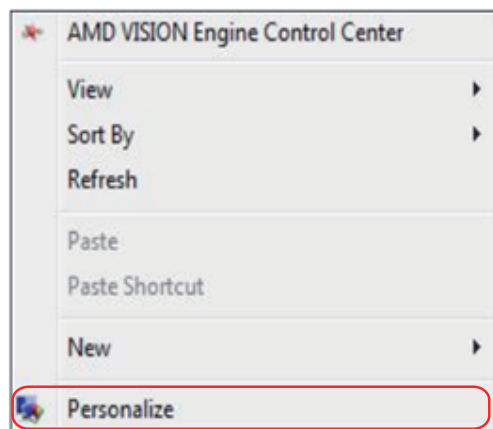 AMD VISION Engine Control Center
View
Sort By
Refresh
Paste
Paste Shortcut
New
Personalize